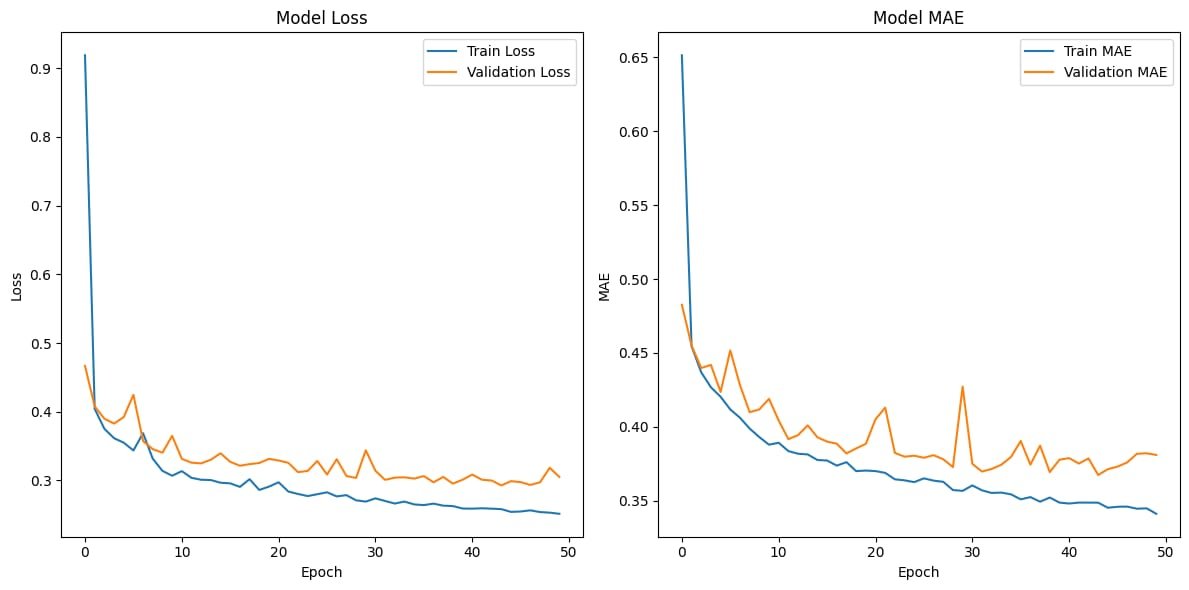 Model Loss
Train Loss
Validation Loss
0.9
0.8
0.7
0.6
0.5
0.4
0.3
Loss
0 10 20 30 40 50
Epoch
Model MAE
Train MAE
Validation MAE
0.65
0.60
0.55
0.50
0.45
0.40
0.35
MAE
0 10 20 30 40 50
Epoch